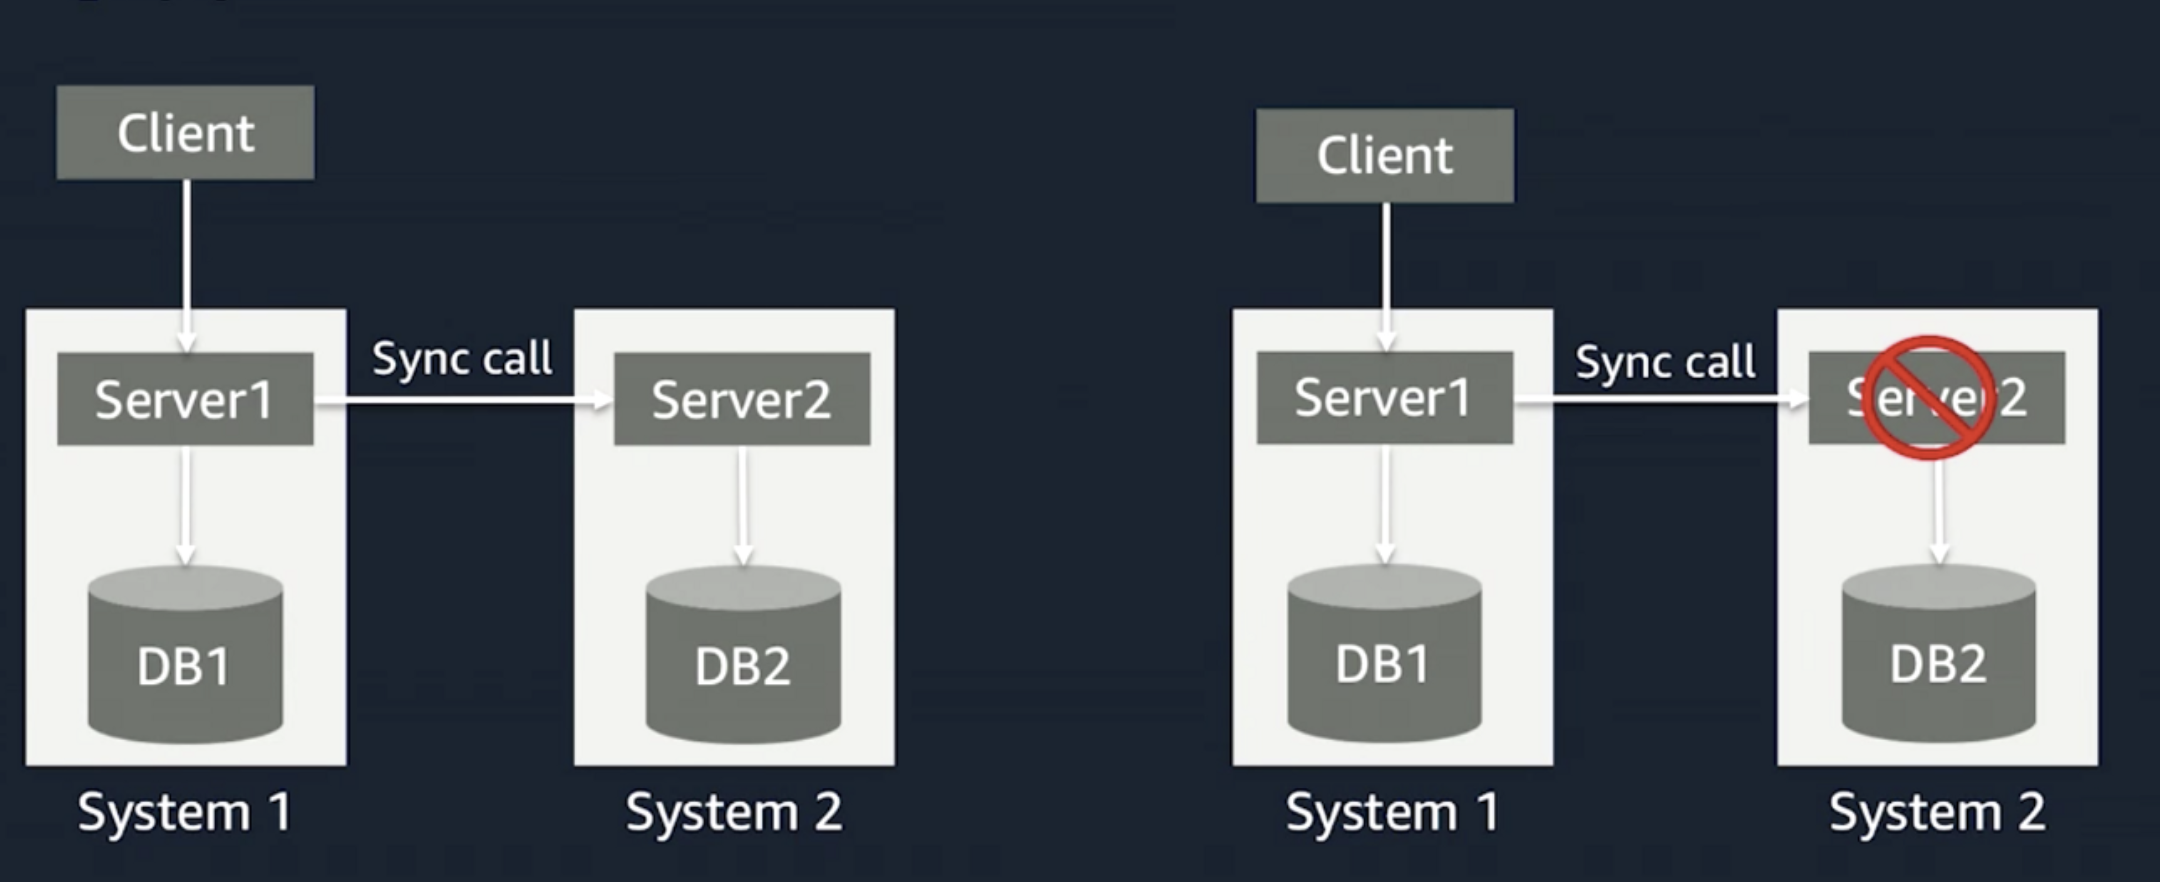 Client
Client
Server1
Sync call
Server2
Server1
Sync call
Server2
DB1
DB2
DB1
DB2
System 1
System 2
System 1
System 2